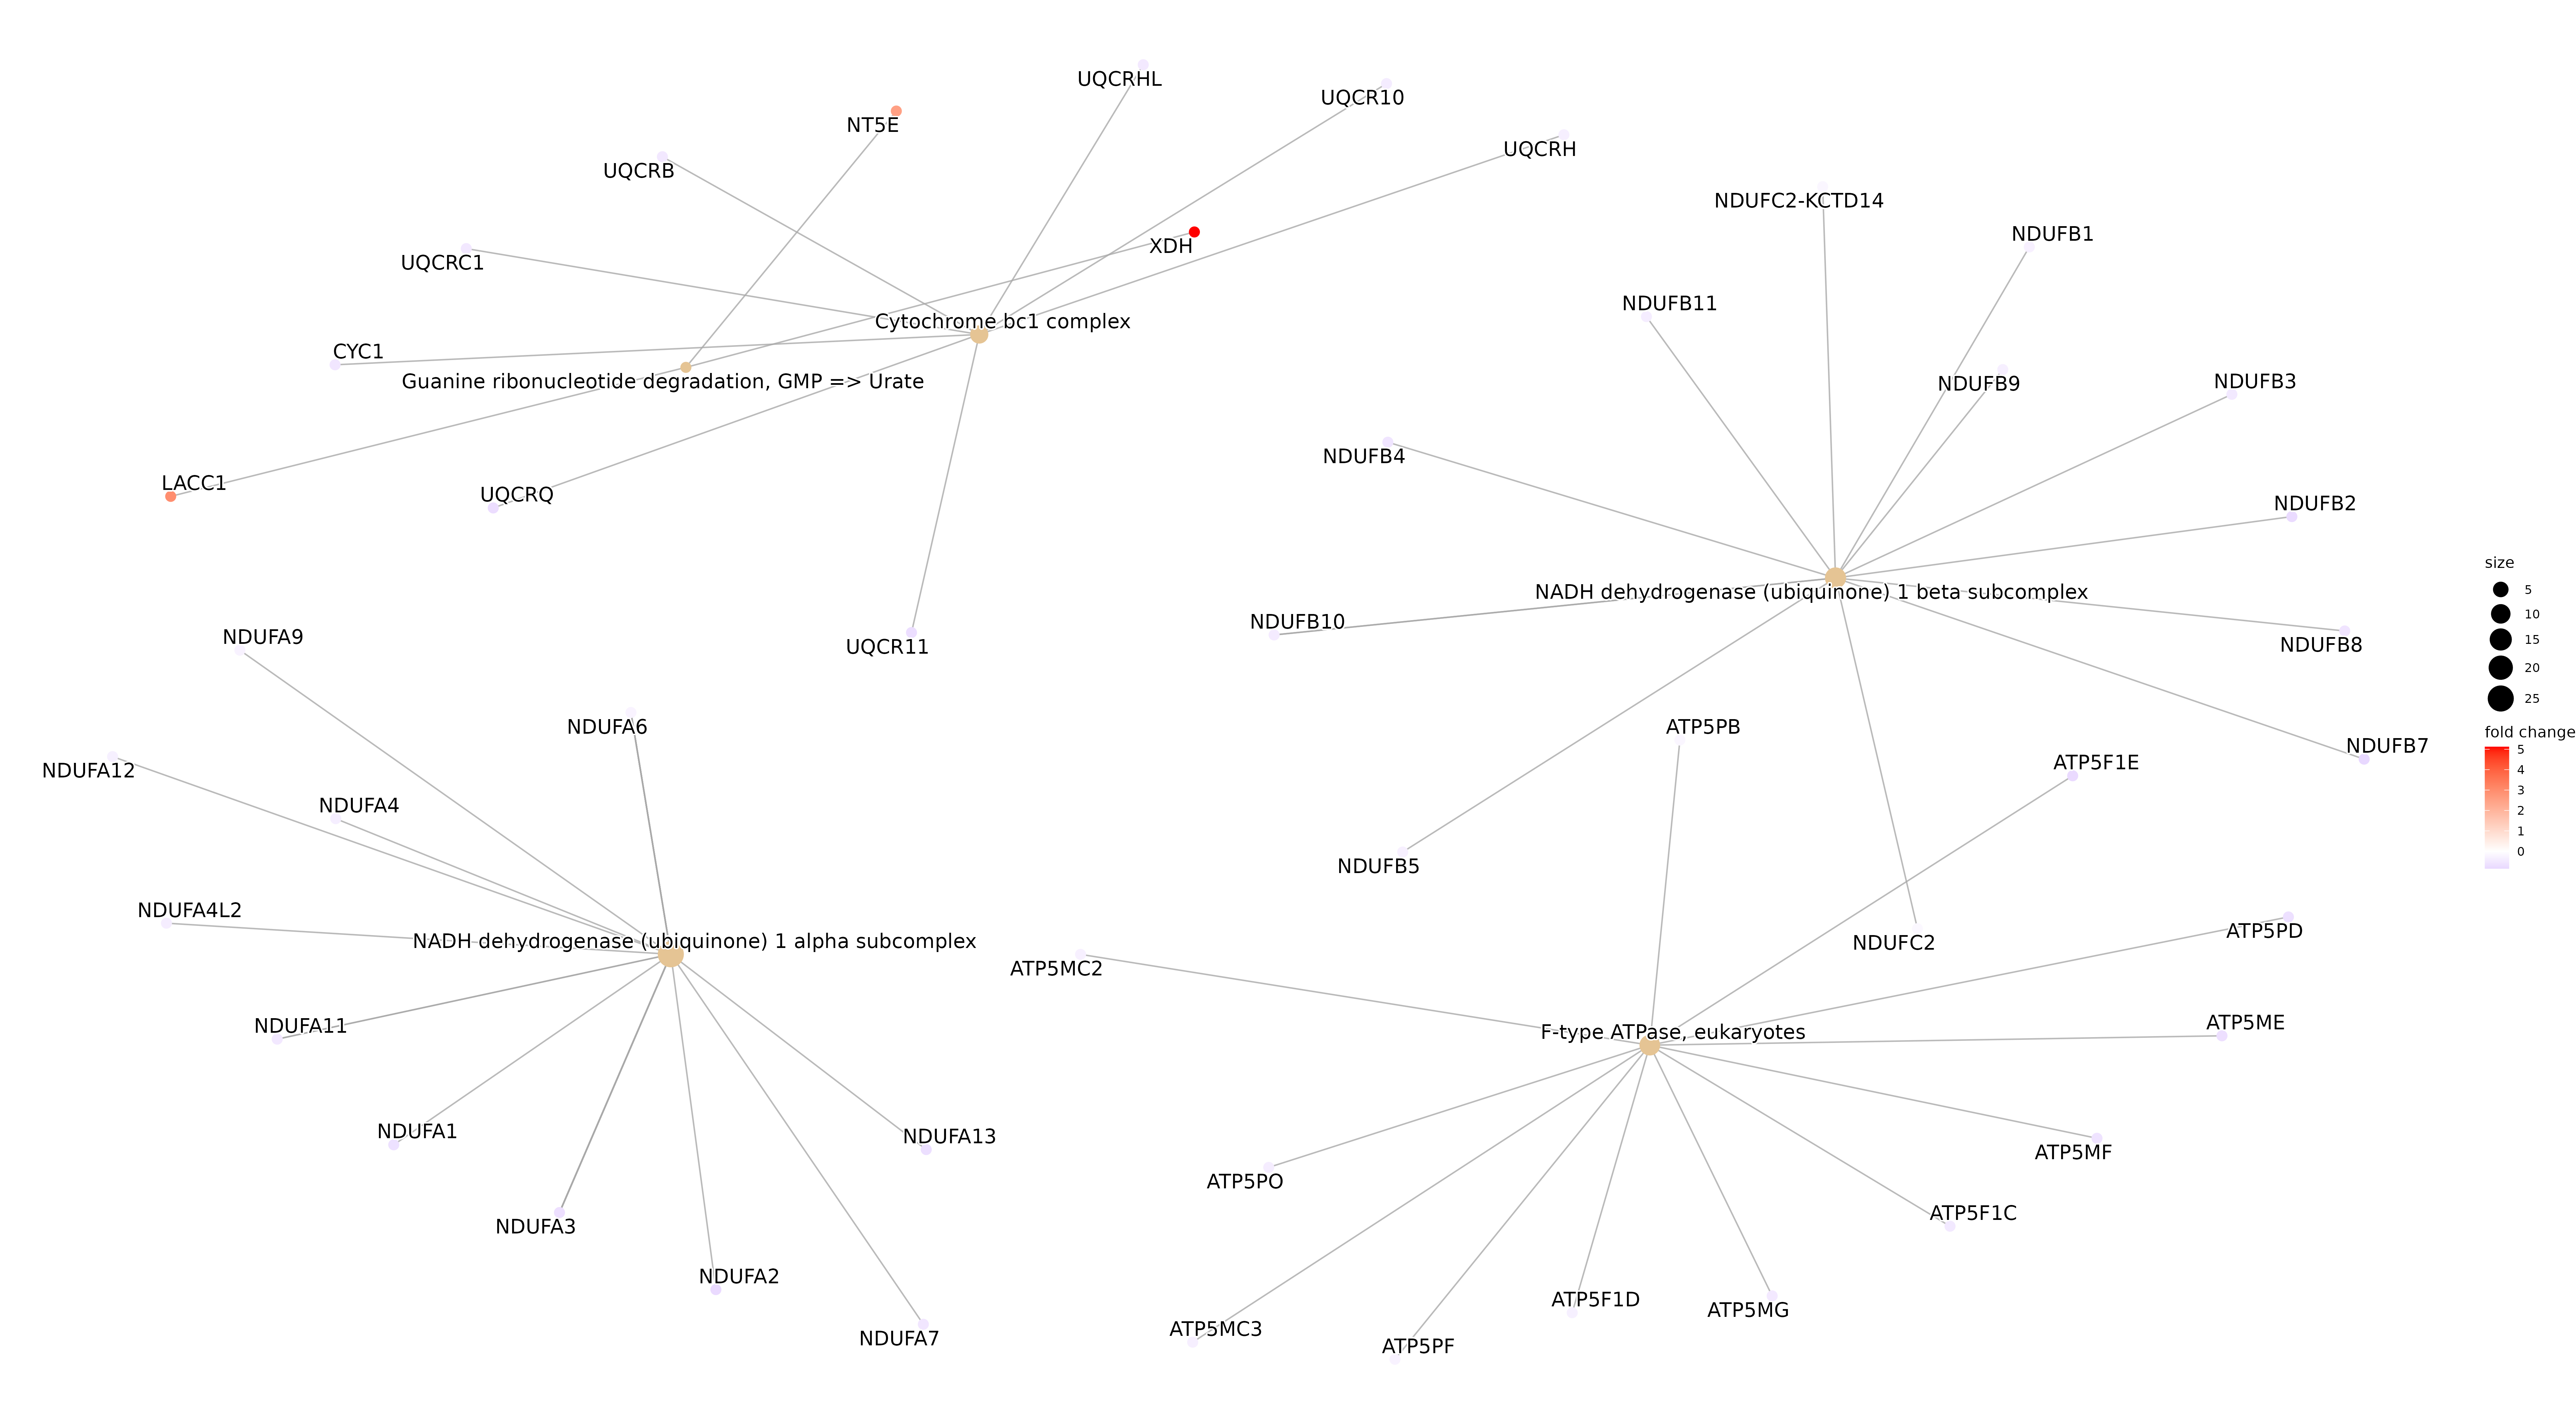 UQCRHL
UQCR10
NT5E
UQCRH
UQCRB
NDUFC2-KCTD14
NDUFB1
XDH
UQCRC1
NDUFB11
Cytochrome bc1 complex
CYC1
Guanine ribonucleotide degradation, GMP => Urate
NDUFB9
NDUFB3
NDUFB4
LACC1
UQCRQ
NDUFB2
size
5
10
15
20
25
NADH dehydrogenase (ubiquinone) 1 beta subcomplex
NDUFB10
NDUFB8
UQCR11
NDUFA9
NDUFA6
ATP5PB
fold change
5
4
3
2
1
0
NDUFB7
NDUFA12
ATP5F1E
NDUFA4
NDUFB5
NDUFA4L2
ATP5PD
NADH dehydrogenase (ubiquinone) 1 alpha subcomplex
NDUFC2
ATP5MC2
NDUFA11
F-type ATPase, eukaryotes
ATP5ME
NDUFA1
NDUFA13
ATP5MF
ATP5PO
NDUFA3
ATP5F1C
NDUFA2
ATP5F1D
ATP5MG
NDUFA7
ATP5MC3
ATP5PF